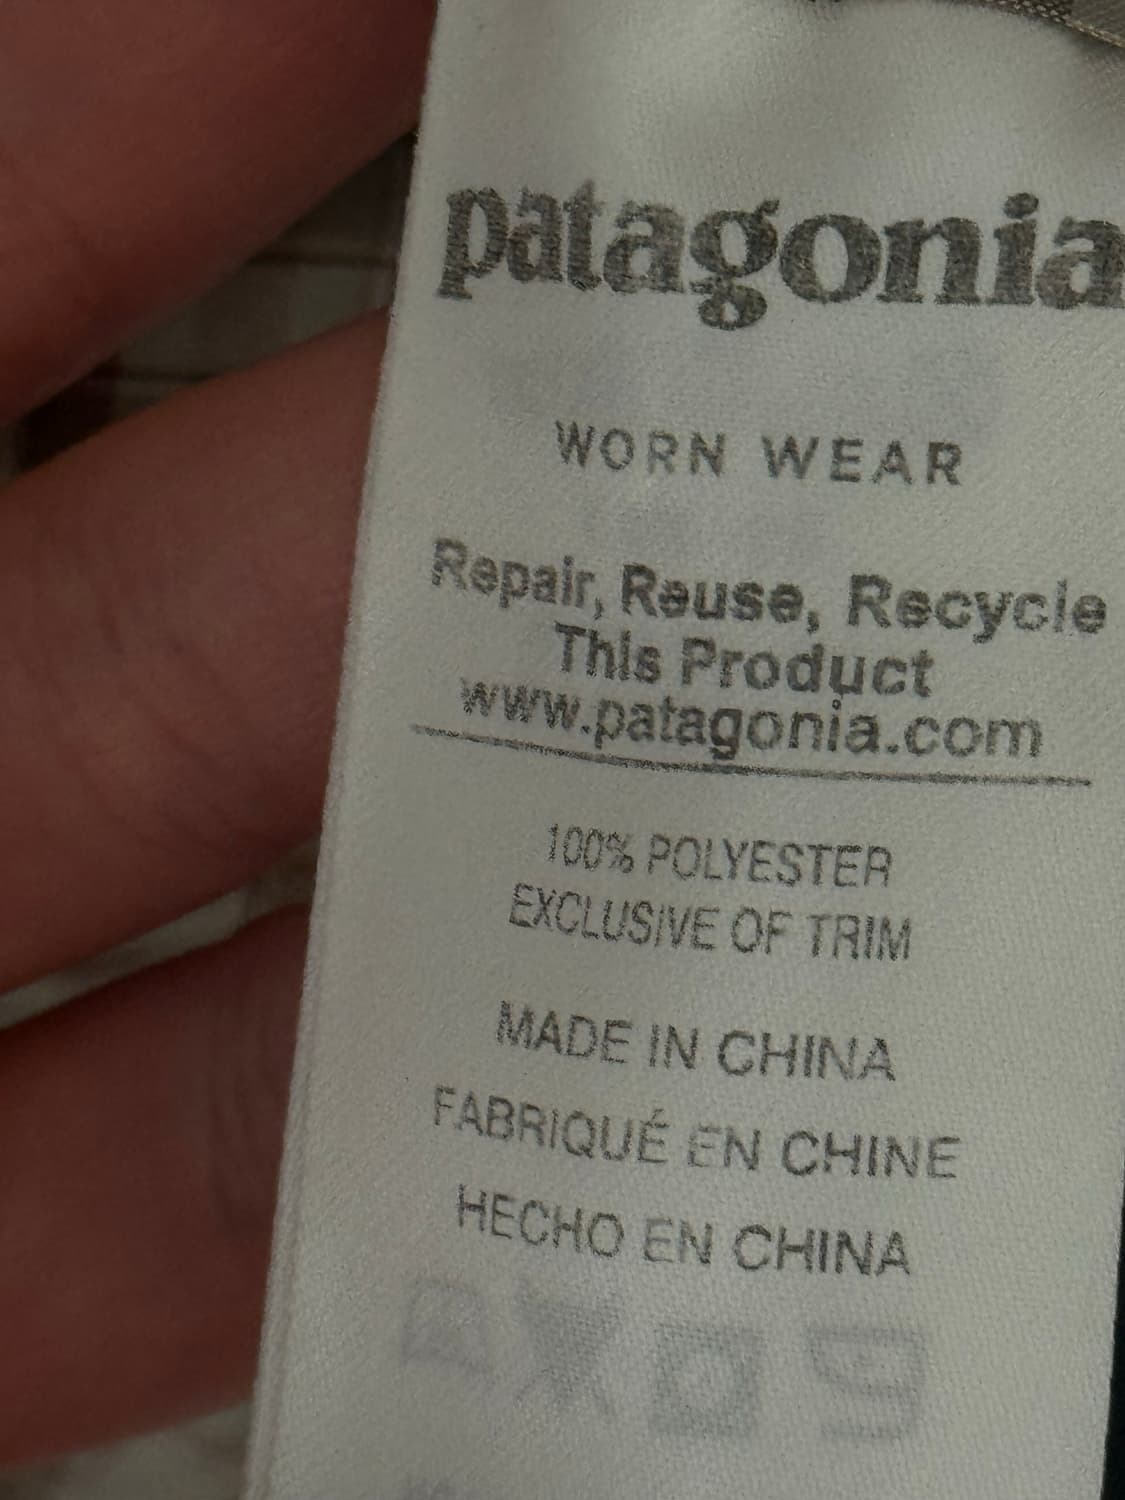 patagonia
WORN WEAR
Repair, Reuse, Recycle
This Product
www.patagonia.com
100% POLYESTER
EXCLUSIVE OF TRIM
MADE IN CHINA
FABRIQUÉ EN CHINE
HECHO EN CHINA